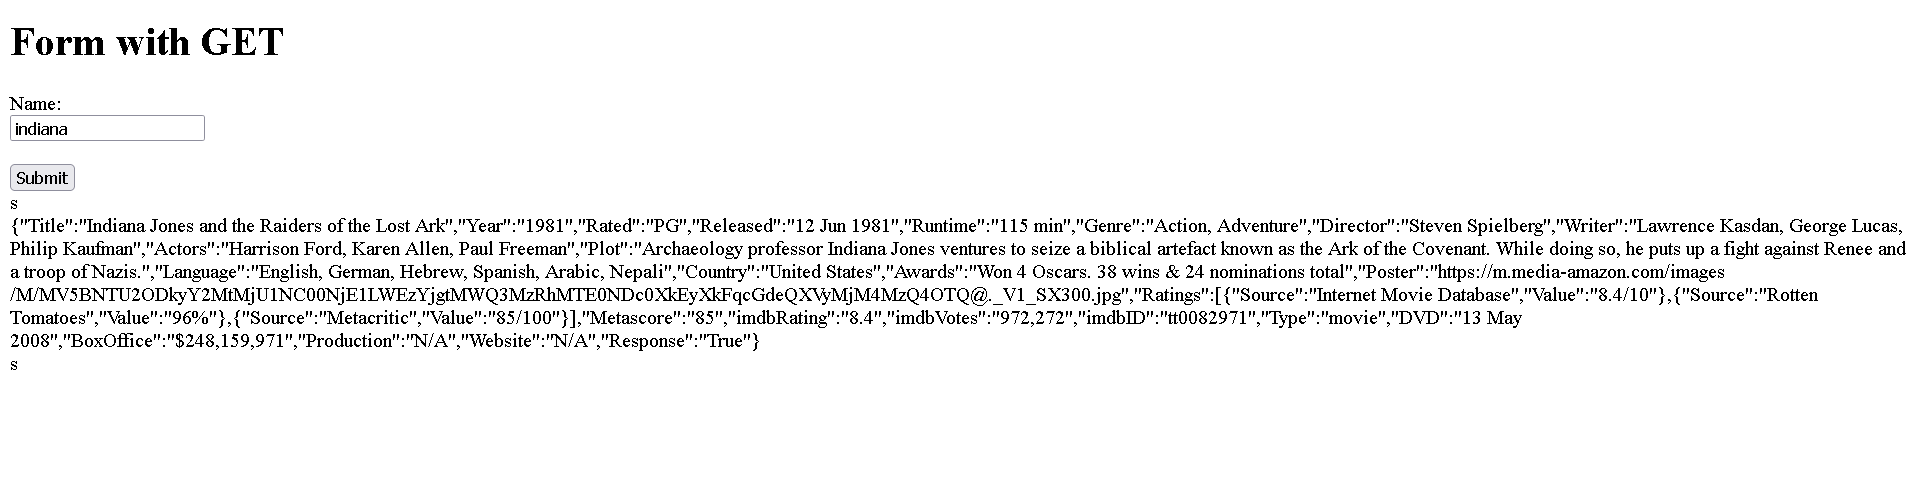 Form with GET
Name:
indiana
Submit
s
{"Title":"Indiana Jones and the Raiders of the Lost Ark","Year":"1981","Rated":"PG","Released":"12 Jun 1981","Runtime":"115 min","Genre":"Action, Adventure","Director":"Steven Spielberg","Writer":"Lawrence Kasdan, George Lucas,
Philip Kaufman","Actors":"Harrison Ford, Karen Allen, Paul Freeman","Plot":"Archaeology professor Indiana Jones ventures to seize a biblical artefact known as the Ark of the Covenant. While doing so, he puts up a fight against Renee and
a troop of Nazis.","Language":"English, German, Hebrew, Spanish, Arabic, Nepali","Country":"United States","Awards":"Won 4 Oscars. 38 wins & 24 nominations total","Poster":"https://m.media-amazon.com/images
/M/MV5BNTU2ODkyY2MtMjU1NC00NjE1LWEzYjgtMWQ3MzRhMTE0NDc0XkEyXkFqcGdeQXVyMjM4MzQ4OTQ@._V1_SX300.jpg","Ratings":[{"Source":"Internet Movie Database","Value":"8.4/10"},{"Source":"Rotten
Tomatoes","Value":"96%"},{"Source":"Metacritic","Value":"85/100"}],"Metascore":"85","imdbRating":"8.4","imdbVotes":"972,272","imdbID":"tt0082971","Type":"movie","DVD":"13 May
2008","BoxOffice":"$248,159,971","Production":"N/A","Website":"N/A","Response":"True"}
s